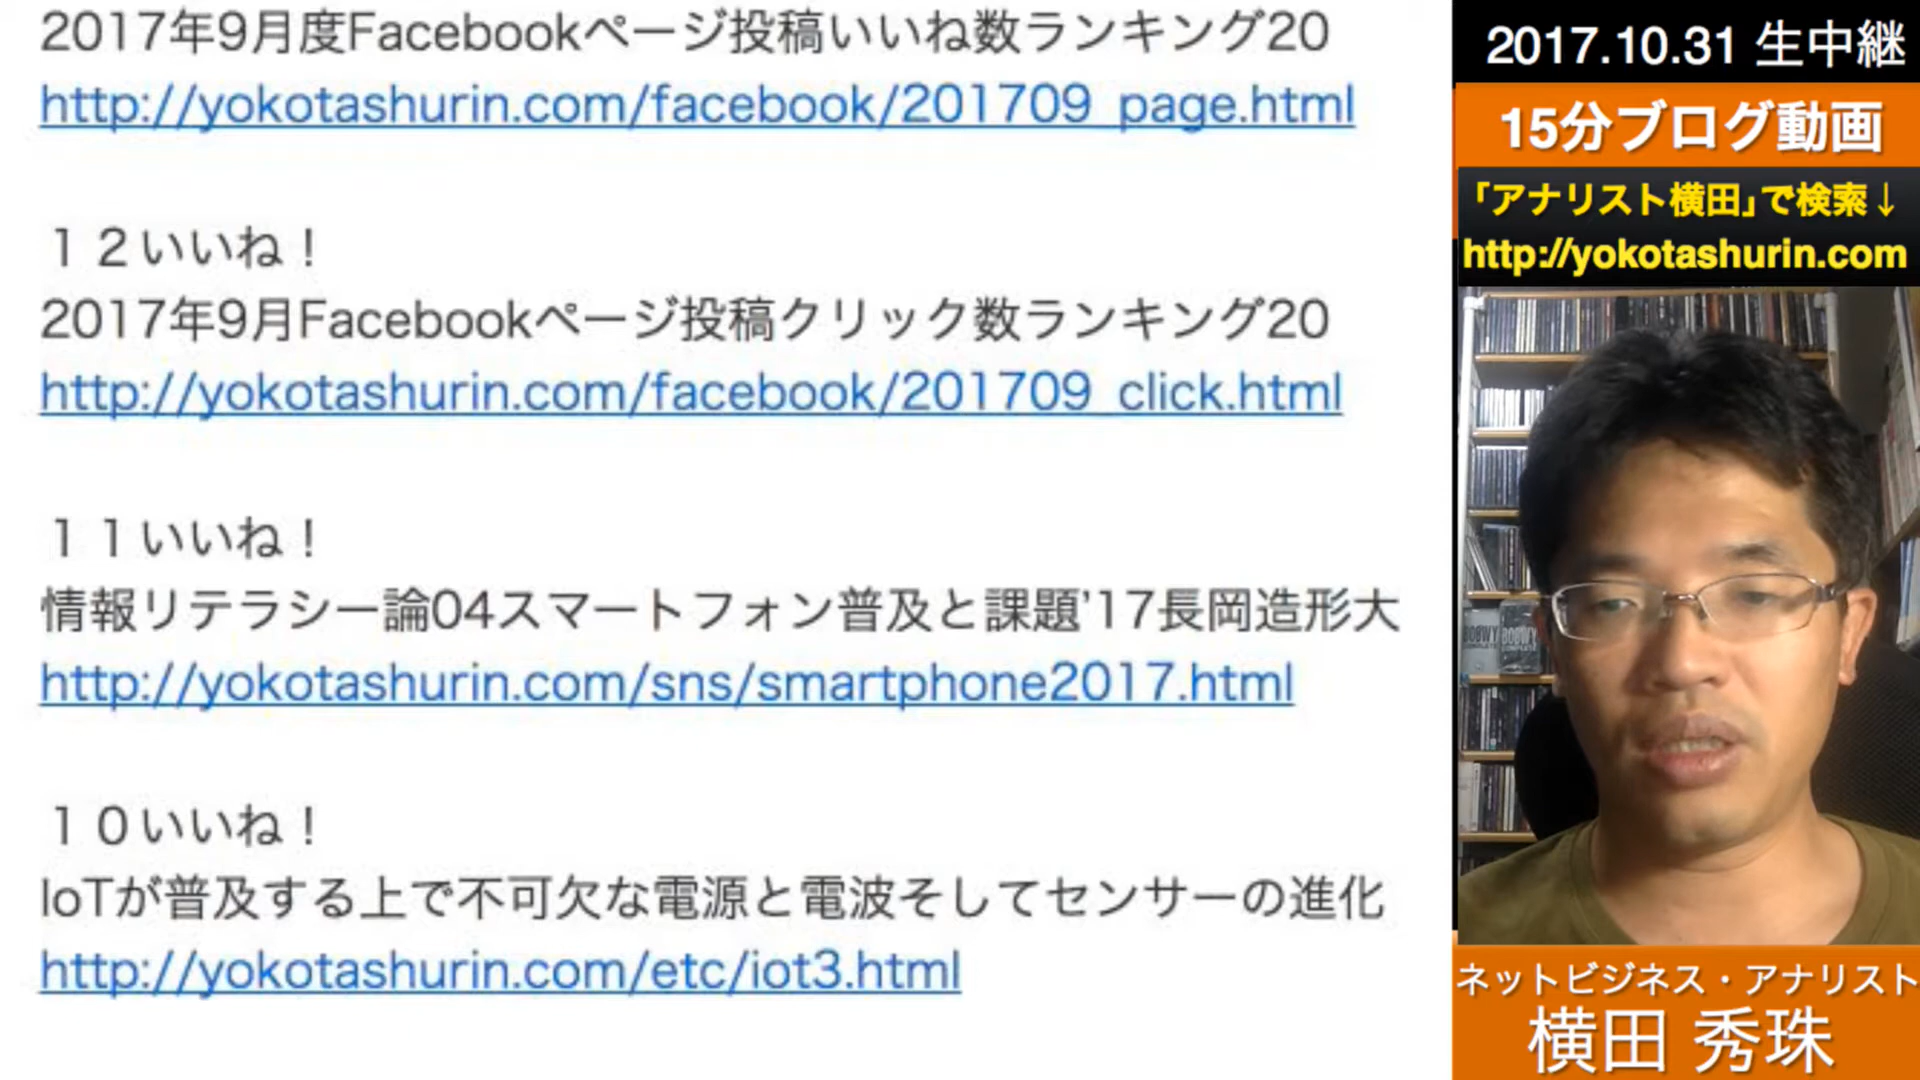 2017年9月度Facebookページ投稿いいね数ランキング20
http://yokotashurin.com/facebook/201709_page.html
１２いいね！
2017年9月Facebookページ投稿クリック数ランキング20
http://yokotashurin.com/facebook/201709_click.html
１１いいね！
情報リテラシー論04スマートフォン普及と課題’17長岡造形大
http://yokotashurin.com/sns/smartphone2017.html
１０いいね！
IoTが普及する上で不可欠な電源と電波そしてセンサーの進化
http://yokotashurin.com/etc/iot3.html
2017.10.31 生中継
15分ブログ動画
「アナリスト横田」で検索↓
http://yokotashurin.com
BOØWY
BOØWY
COMPLETE
ネットビジネス・アナリスト
横田 秀珠